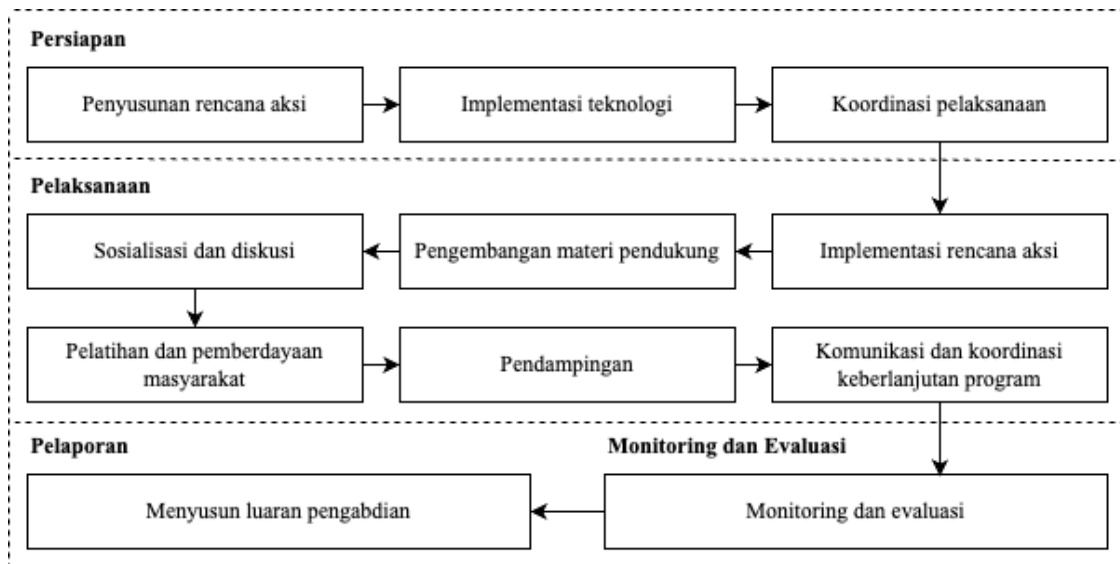 Persiapan
Penyusunan rencana aksi
Implementasi teknologi
Koordinasi pelaksanaan
Pelaksanaan
Sosialisasi dan diskusi
Pengembangan materi pendukung
Implementasi rencana aksi
Pelatihan dan pemberdayaan
masyarakat
Pendampingan
Komunikasi dan koordinasi
keberlanjutan program
Pelaporan
Monitoring dan Evaluasi
Menyusun luaran pengabdian
Monitoring dan evaluasi